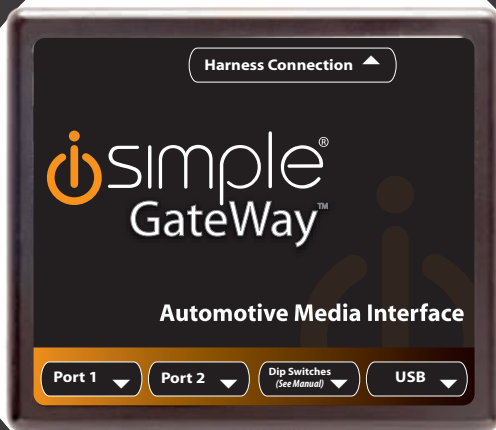 Harness Connection
isimple®
GateWay™
Automotive Media Interface
Port 1
Port 2
Dip Switches
(See Manual)
USB